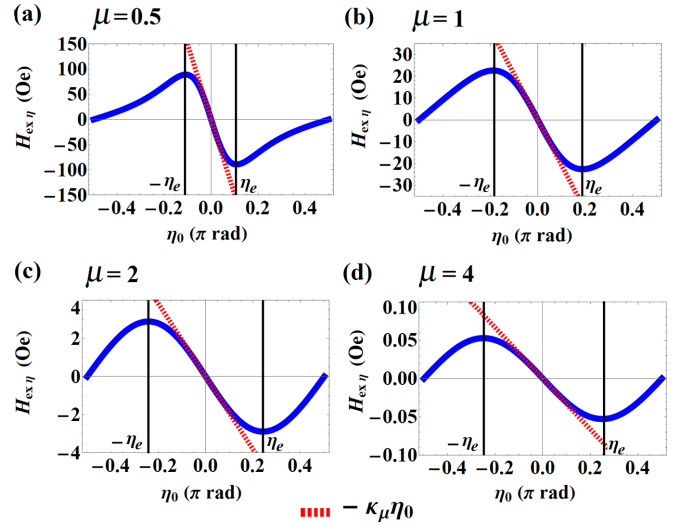 (a) μ = 0.5
H_ex η (Oe)
150
100
50
0
−50
−100
−150
−η_e η_e
−0.4 −0.2 0.0 0.2 0.4
η_0 (π rad)
(b) μ = 1
H_ex η (Oe)
30
20
10
0
−10
−20
−30
−η_e η_e
−0.4 −0.2 0.0 0.2 0.4
η_0 (π rad)
(c) μ = 2
H_ex η (Oe)
4
2
0
−2
−4
−η_e η_e
−0.4 −0.2 0.0 0.2 0.4
η_0 (π rad)
(d) μ = 4
H_ex η (Oe)
0.10
0.05
0.00
−0.05
−0.10
−η_e η_e
−0.4 −0.2 0.0 0.2 0.4
η_0 (π rad)
− κ_μ η_0